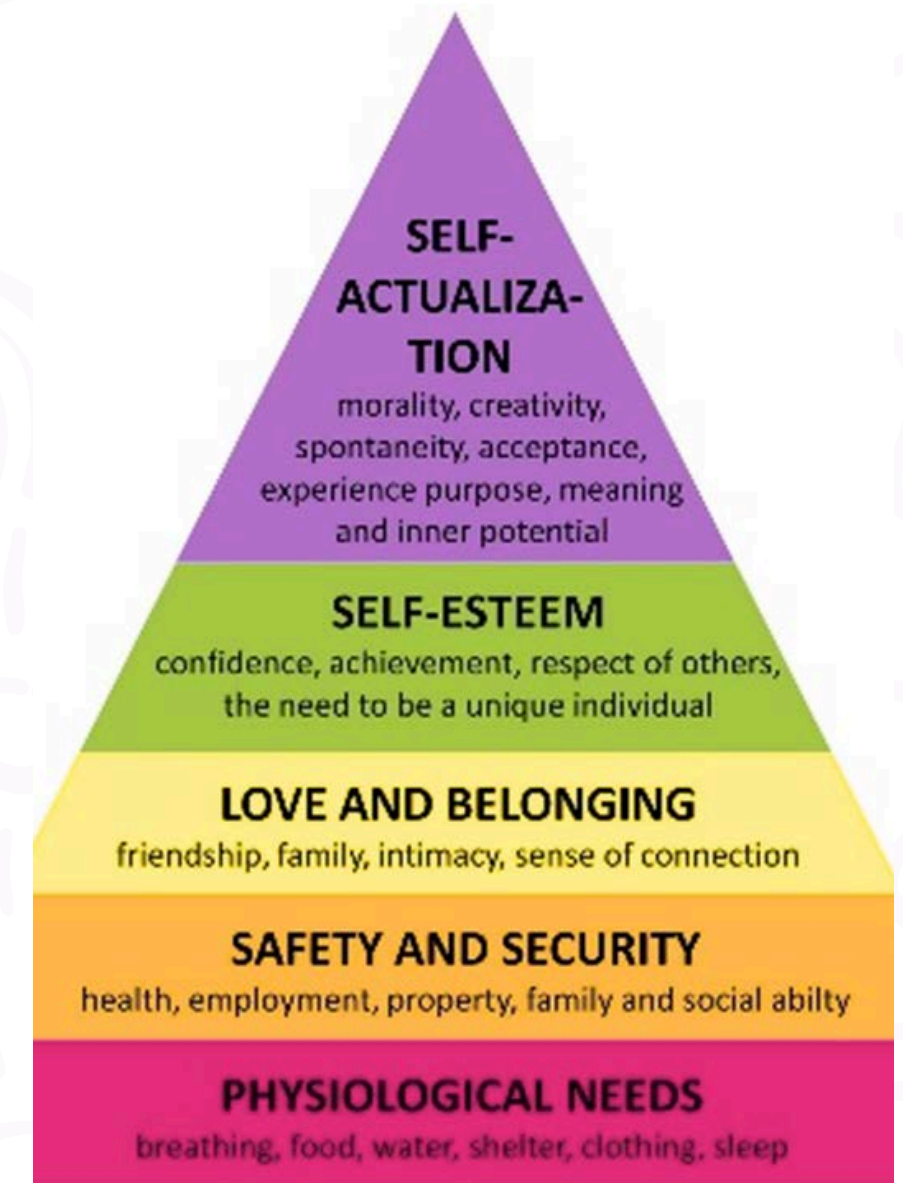 SELF-
ACTUALIZA-
TION
morality, creativity,
spontaneity, acceptance,
experience purpose, meaning
and inner potential
SELF-ESTEEM
confidence, achievement, respect of others,
the need to be a unique individual
LOVE AND BELONGING
friendship, family, intimacy, sense of connection
SAFETY AND SECURITY
health, employment, property, family and social abilty
PHYSIOLOGICAL NEEDS
breathing, food, water, shelter, clothing, sleep